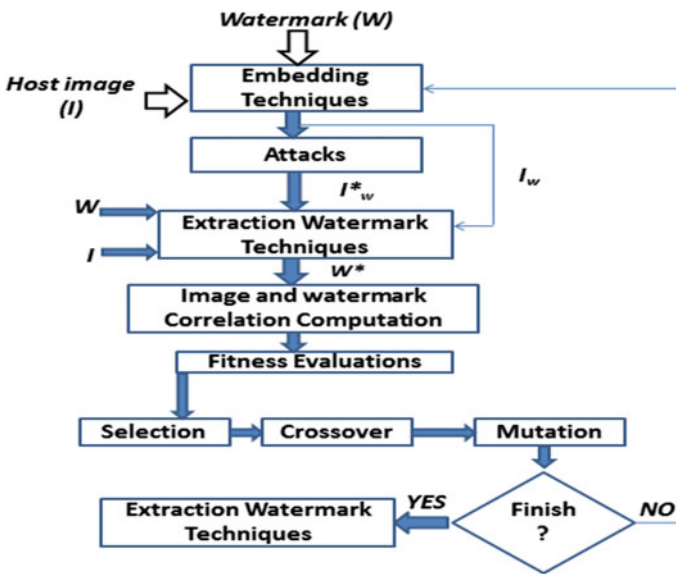 Watermark (W)
Host image
(I)
Embedding
Techniques
Attacks
I*w
Iw
W
I
Extraction Watermark
Techniques
W*
Image and watermark
Correlation Computation
Fitness Evaluations
Selection
Crossover
Mutation
Extraction Watermark
Techniques
YES
Finish
?
NO